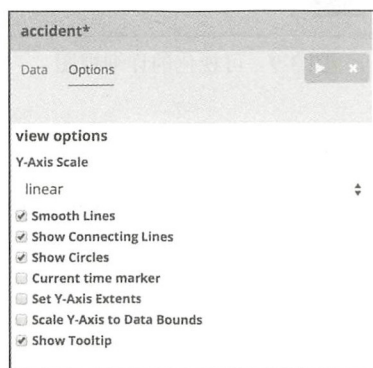 accident*
Data Options
view options
Y-Axis Scale
linear
Smooth Lines
Show Connecting Lines
Show Circles
Current time marker
Set Y-Axis Extents
Scale Y-Axis to Data Bounds
Show Tooltip